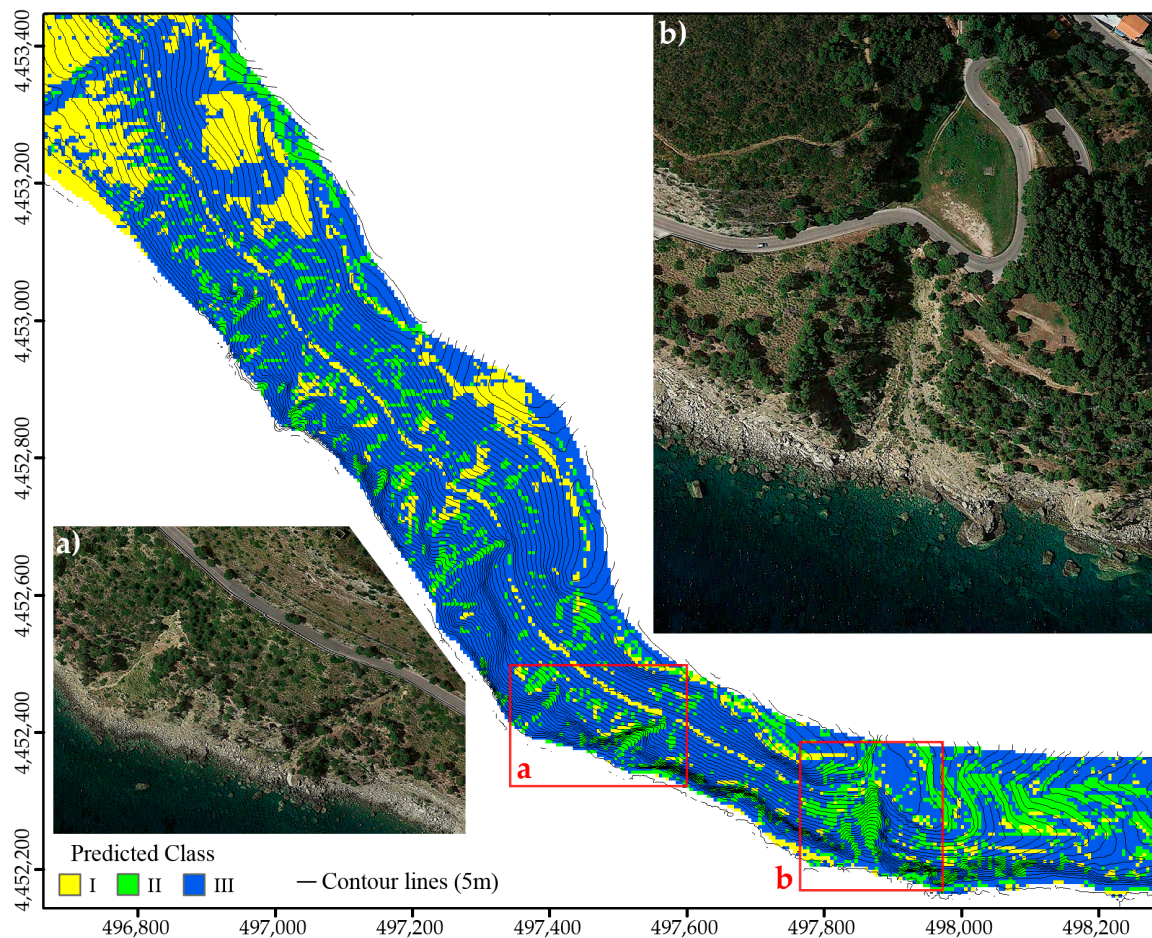 4,453,400
4,453,200
4,453,000
4,452,800
4,452,600
4,452,400
4,452,200
b)
a)
a
b
Predicted Class
I II III — Contour lines (5m)
496,800 497,000 497,200 497,400 497,600 497,800 498,000 498,200